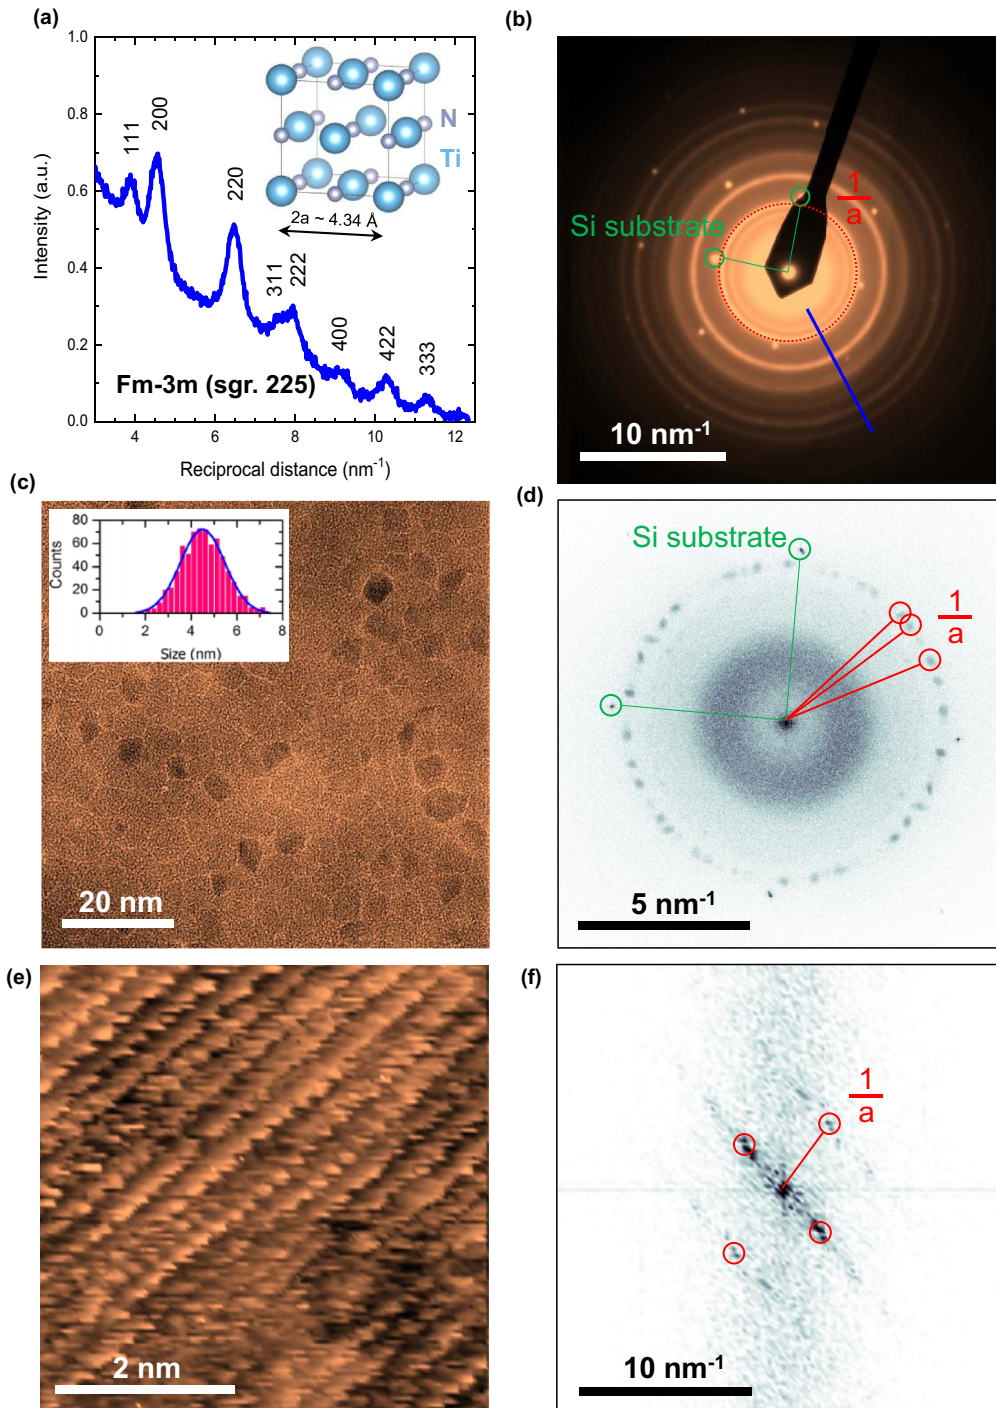 (a)
1.0
0.8
0.6
0.4
0.2
0.0
Intensity (a.u.)
111
200
220
311
222
400
422
333
N
Ti
2a ~ 4.34 Å
Fm-3m (sgr. 225)
4
6
8
10
12
Reciprocal distance (nm⁻¹)
(b)
Si substrate
1
a
10 nm⁻¹
(c)
80
60
40
20
0
Counts
0
2
4
6
8
Size (nm)
20 nm
(d)
Si substrate
1
a
5 nm⁻¹
(e)
2 nm
(f)
1
a
10 nm⁻¹